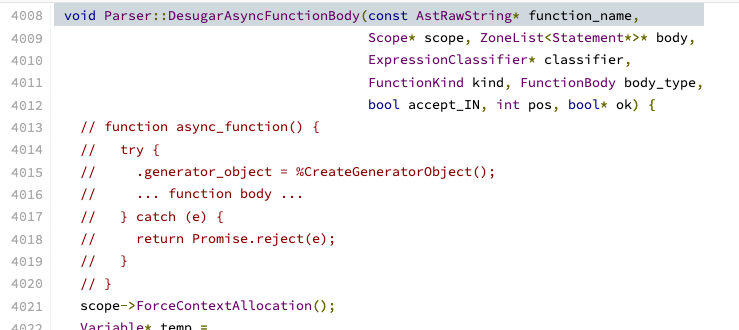 4008 void Parser::DesugarAsyncFunctionBody(const AstRawString* function_name,
4009                                       Scope* scope, ZoneList<Statement*>* body,
4010                                       ExpressionClassifier* classifier,
4011                                       FunctionKind kind, FunctionBody body_type,
4012                                       bool accept_IN, int pos, bool* ok) {
4013   // function async_function() {
4014   //   try {
4015   //     .generator_object = %CreateGeneratorObject();
4016   //     ... function body ...
4017   //   } catch (e) {
4018   //     return Promise.reject(e);
4019   //   }
4020   // }
4021   scope->ForceContextAllocation();
4022   Variable* temp =